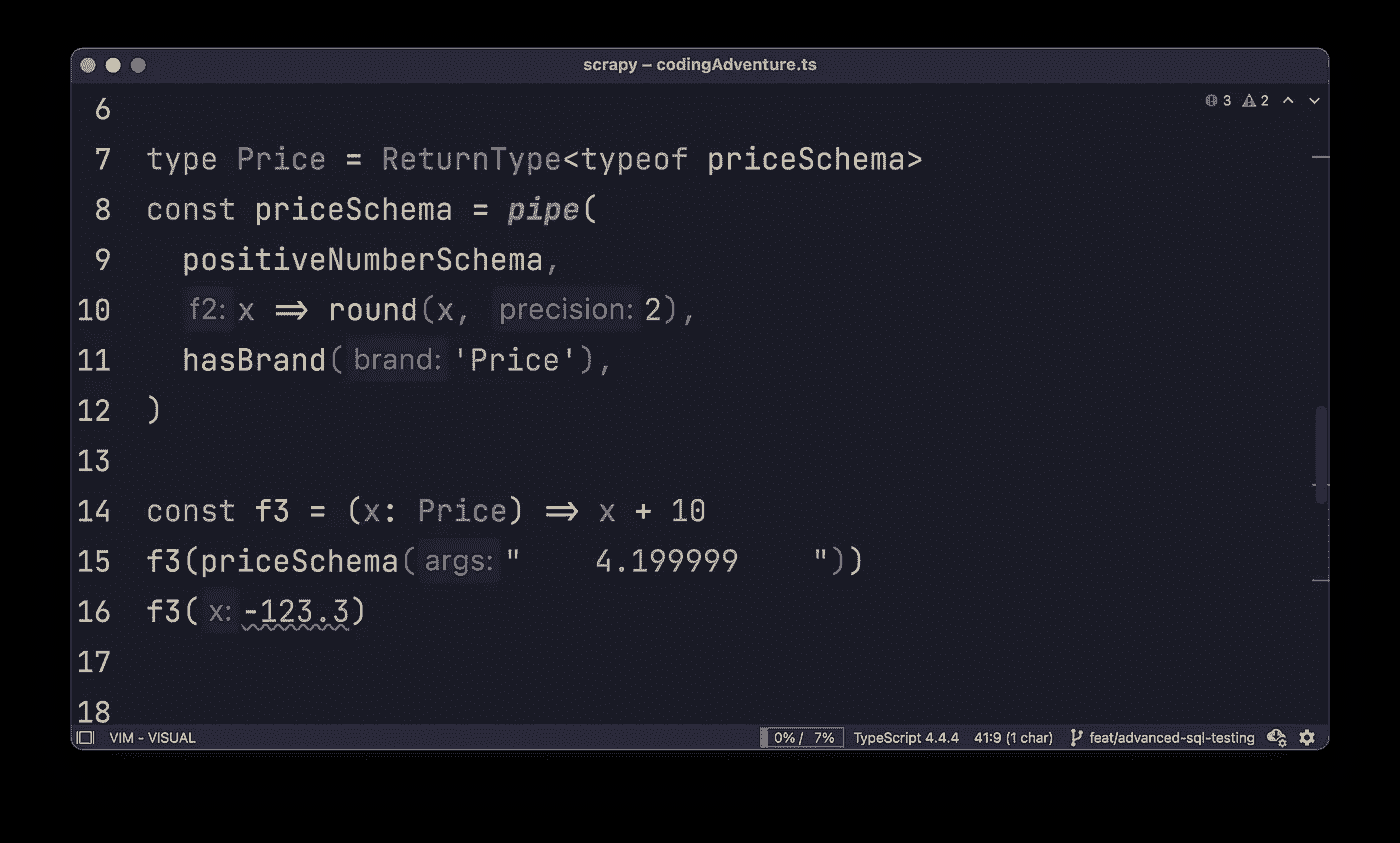 scrapy – codingAdventure.ts
3 2
6
7 type Price = ReturnType<typeof priceSchema>
8 const priceSchema = pipe(
9 positiveNumberSchema,
10 f2: x => round(x, precision: 2),
11 hasBrand( brand: 'Price'),
12 )
13
14 const f3 = (x: Price) => x + 10
15 f3(priceSchema( args: "    4.199999    "))
16 f3( x: -123.3)
17
18
VIM - VISUAL 0% / 7% TypeScript 4.4.4 41:9 (1 char) feat/advanced-sql-testing